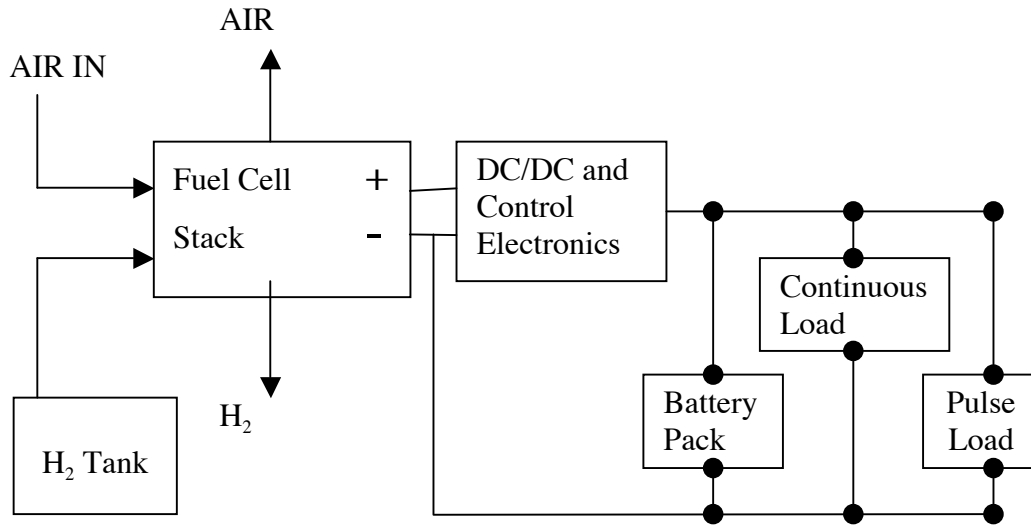 AIR
AIR IN
Fuel Cell +
Stack -
DC/DC and
Control
Electronics
Continuous
Load
Battery
Pack
Pulse
Load
H₂
H₂ Tank